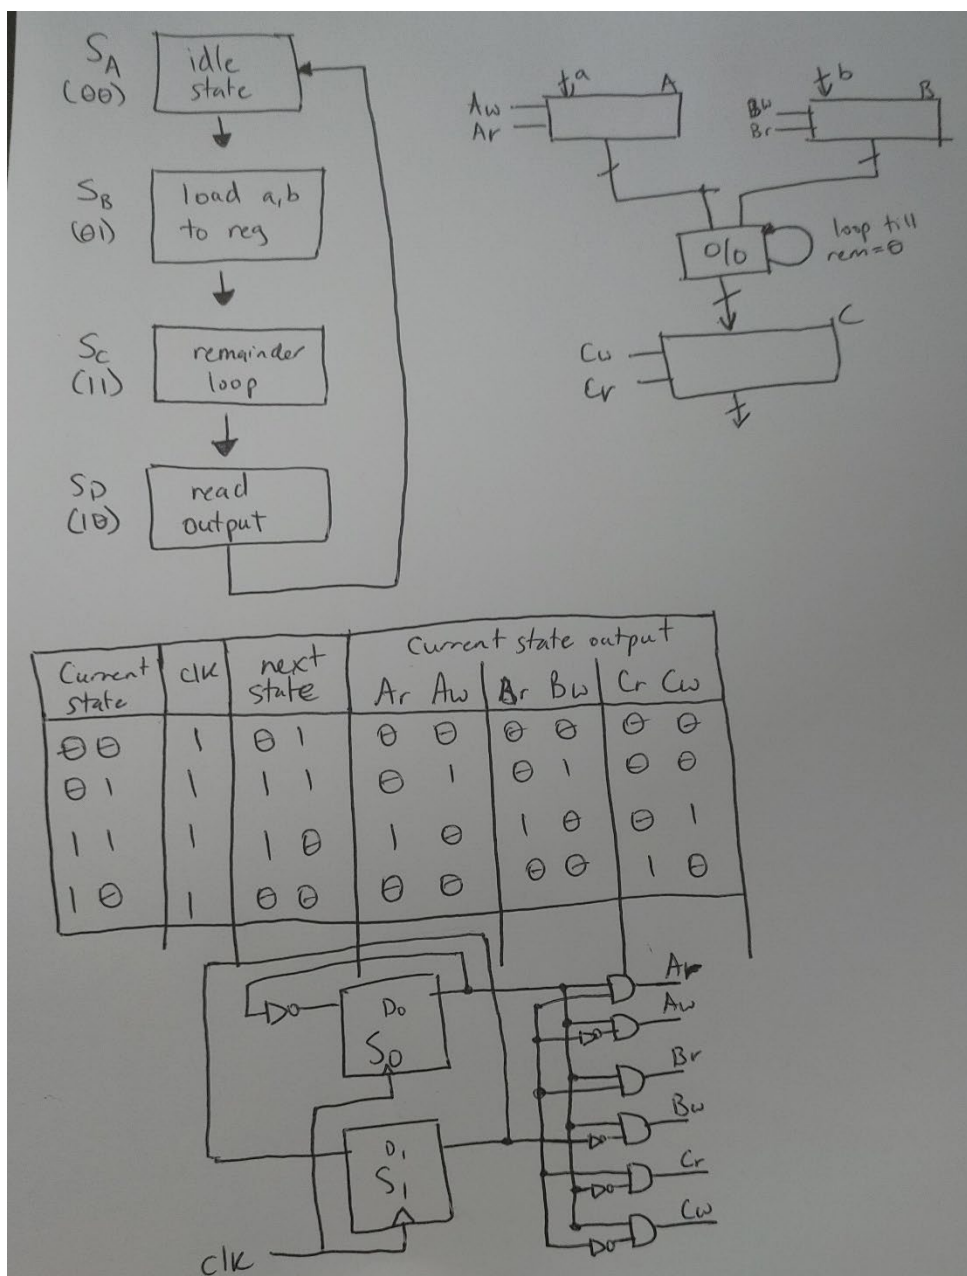 SA
(00)
idle
state
SB
(01)
load a,b
to reg
SC
(11)
remainder
loop
SD
(10)
read
output
a
A
Aw
Ar
b
B
Bw
Br
%
loop till
rem=0
C
Cw
Cr
Current state output
Current clk next Ar Aw Br Bw Cr Cw
state state
00 1 01 0 0 0 0 0 0
01 1 11 0 1 0 1 0 0
11 1 10 1 0 1 0 0 1
10 1 00 0 0 0 0 1 0
D0
S0
D1
S1
clk
Ar
Aw
Br
Bw
Cr
Cw